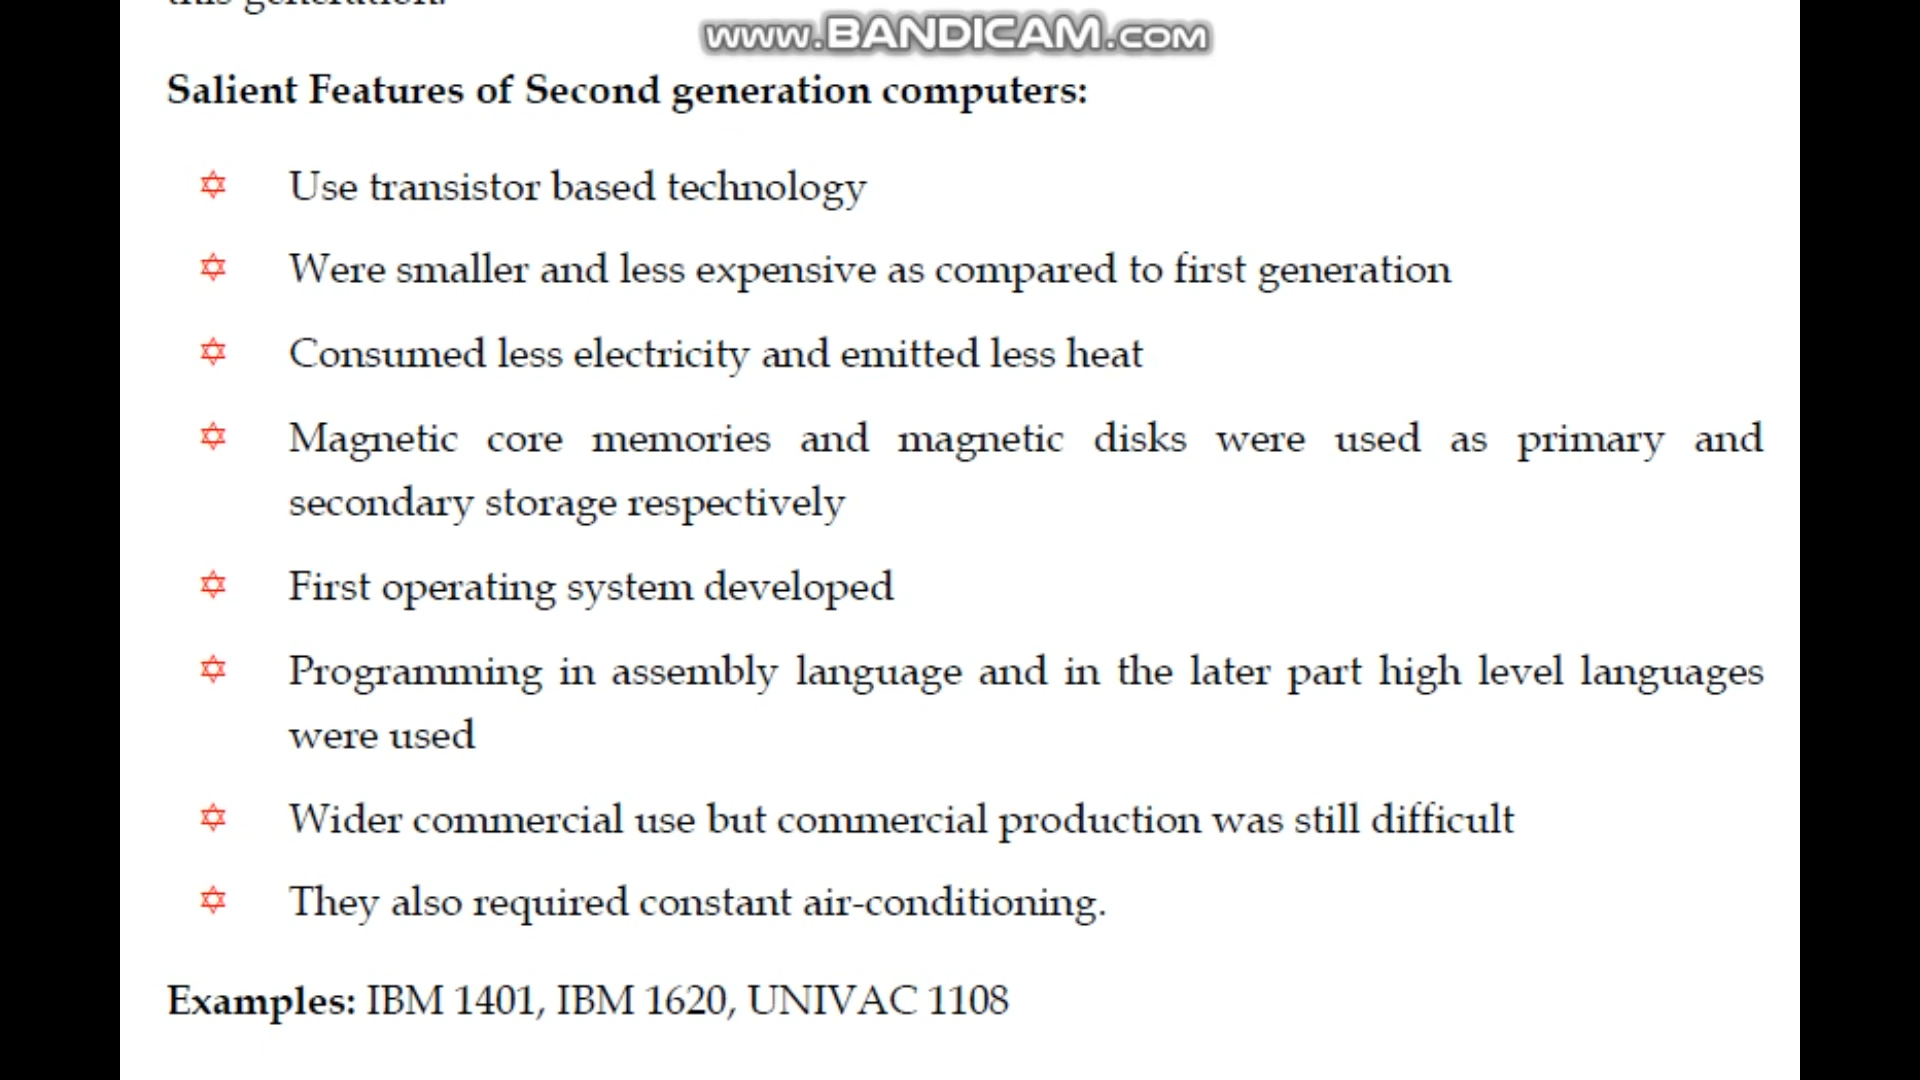 this generation.
www.BANDICAM.com
Salient Features of Second generation computers:
Use transistor based technology
Were smaller and less expensive as compared to first generation
Consumed less electricity and emitted less heat
Magnetic core memories and magnetic disks were used as primary and
secondary storage respectively
First operating system developed
Programming in assembly language and in the later part high level languages
were used
Wider commercial use but commercial production was still difficult
They also required constant air-conditioning.
Examples: IBM 1401, IBM 1620, UNIVAC 1108